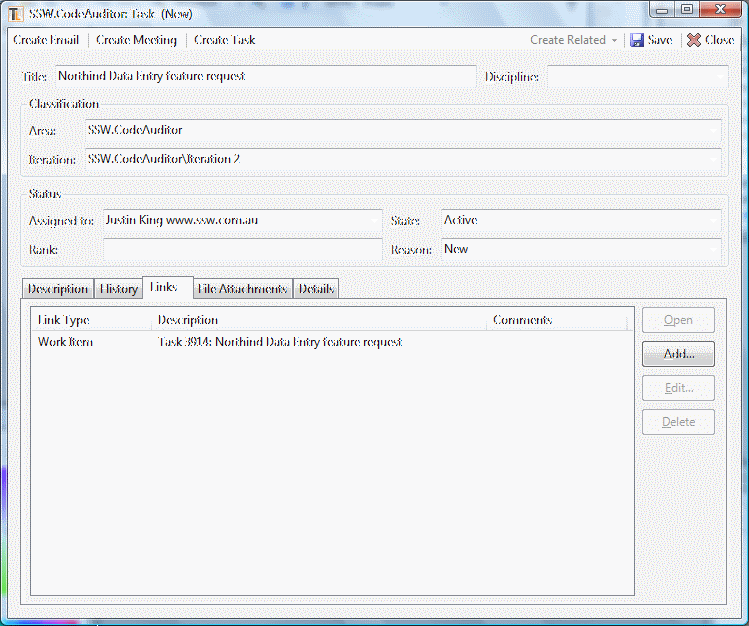 SSW.CodeAuditor: Task (New)
Create Email Create Meeting Create Task Create Related Save Close
Title: Northind Data Entry feature request Discipline:
Classification
Area: SSW.CodeAuditor
Iteration: SSW.CodeAuditor\Iteration 2
Status
Assigned to: Justin King www.ssw.com.au State: Active
Rank: Reason: New
Description History Links File Attachments Details
Link Type Description Comments Open
Work Item Task 3914: Northind Data Entry feature request
Add...
Edit...
Delete